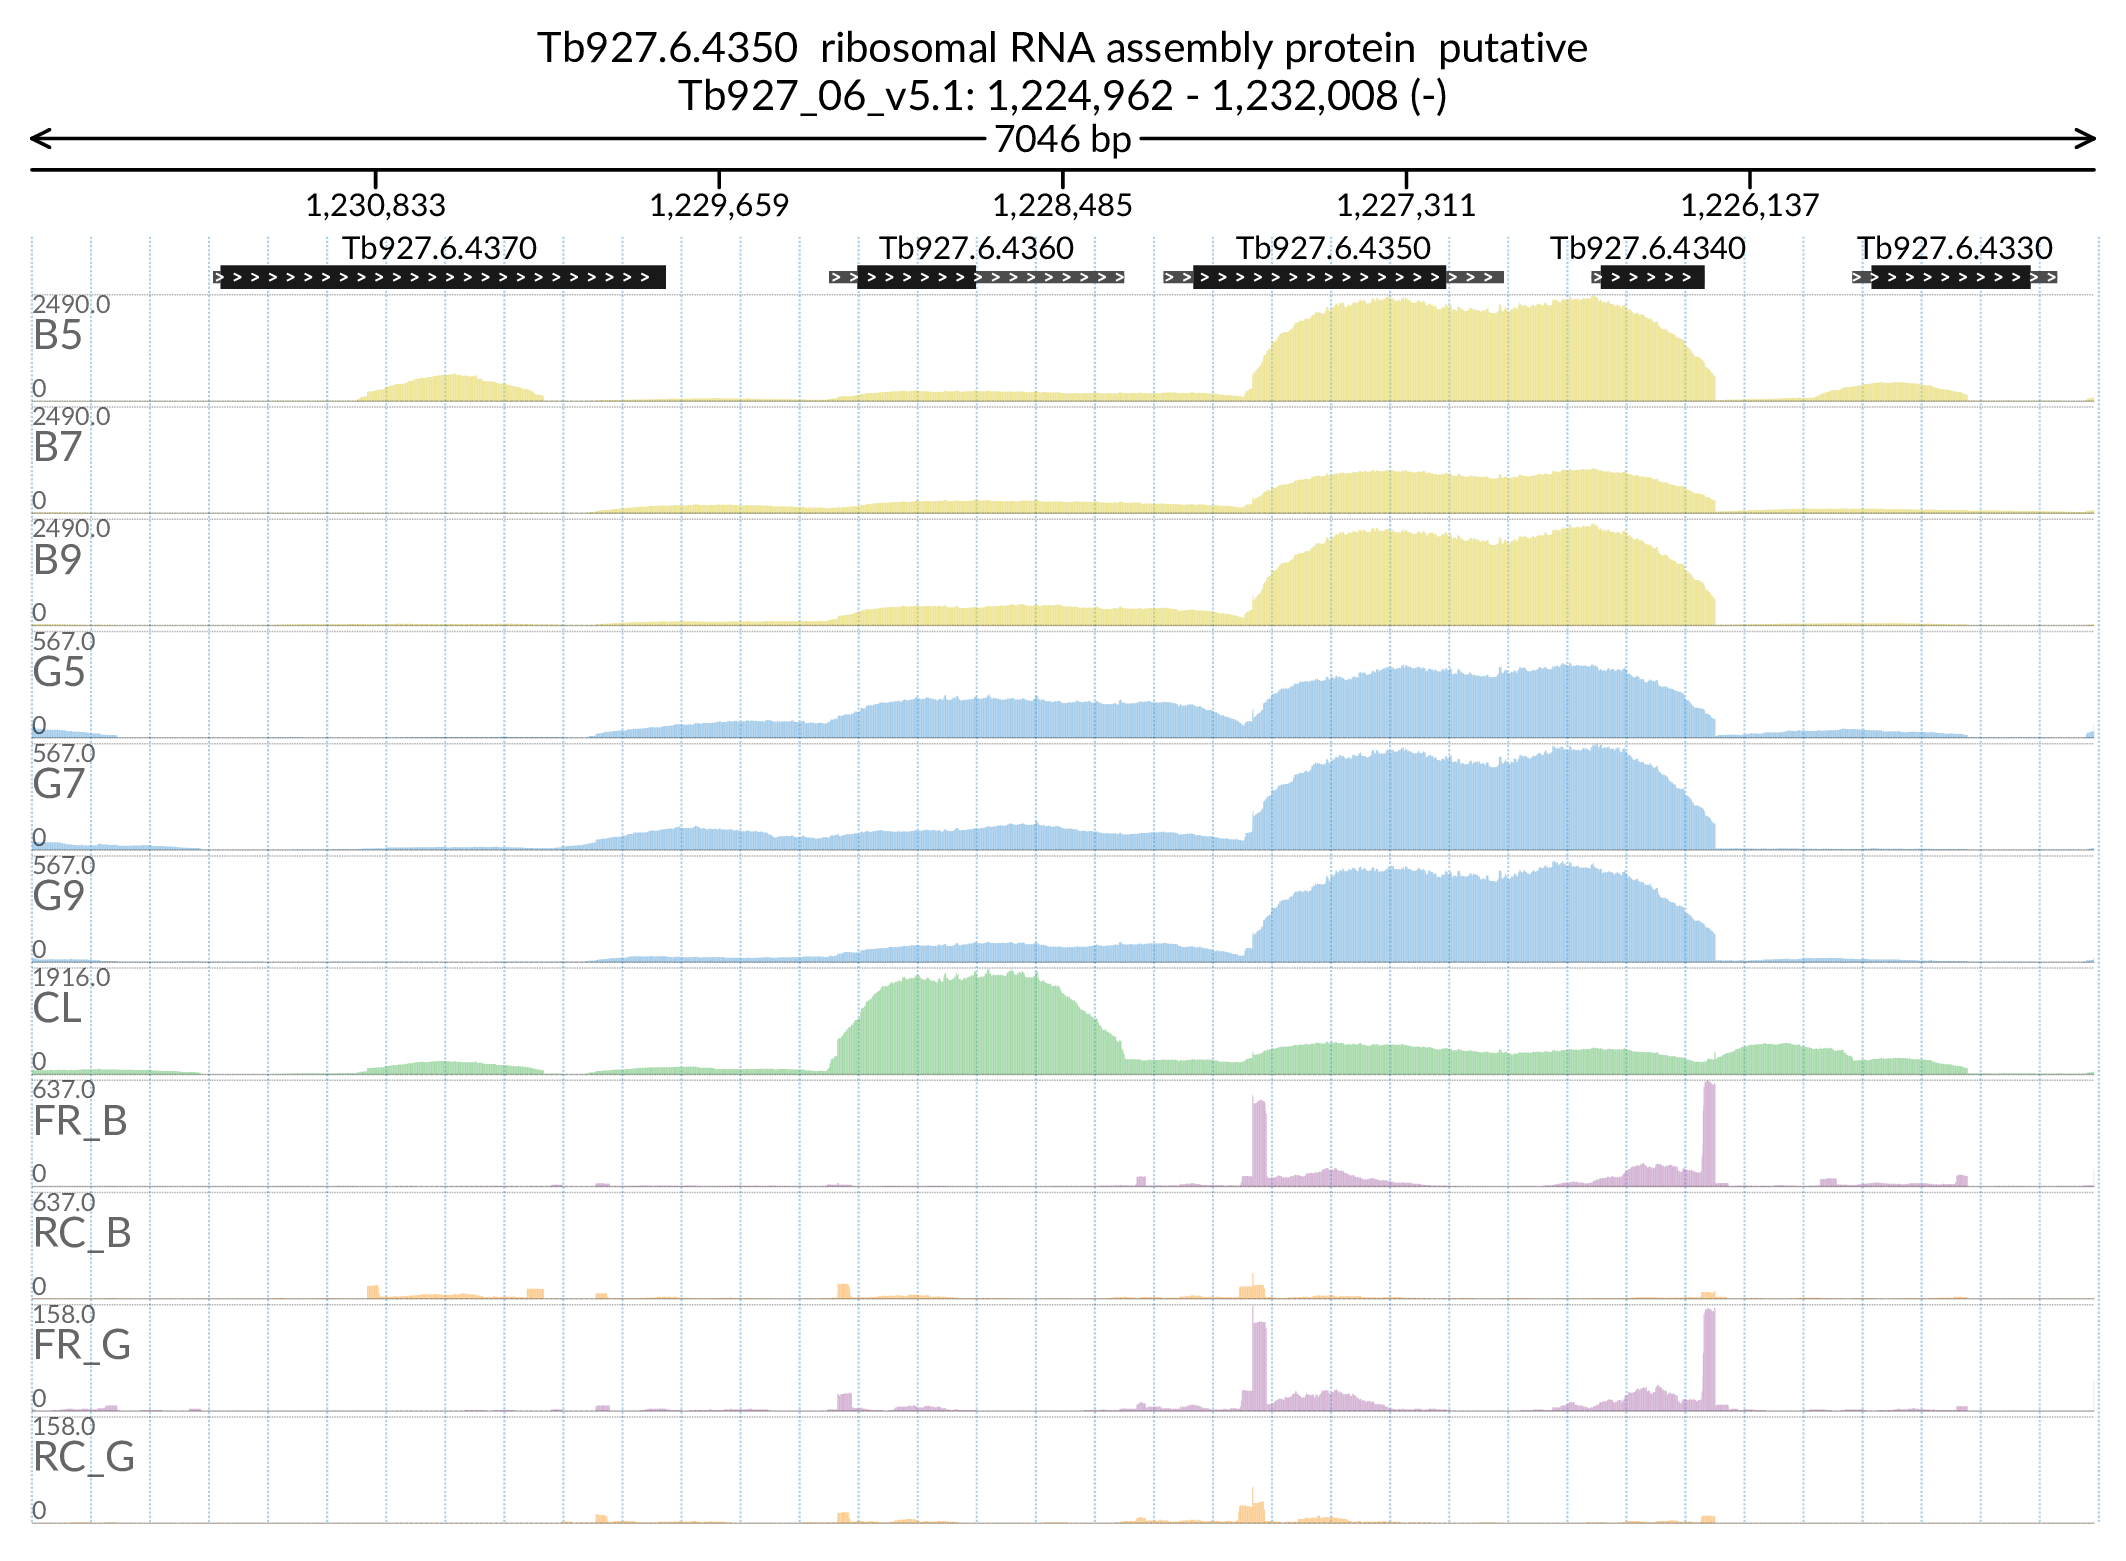 Tb927.6.4350 ribosomal RNA assembly protein putative
Tb927_06_v5.1: 1,224,962 - 1,232,008 (-)
7046 bp
1,230,833 1,229,659 1,228,485 1,227,311 1,226,137
Tb927.6.4370 Tb927.6.4360 Tb927.6.4350 Tb927.6.4340 Tb927.6.4330
2490.0
B5
0
2490.0
B7
0
2490.0
B9
0
567.0
G5
0
567.0
G7
0
567.0
G9
0
1916.0
CL
0
637.0
FR_B
0
637.0
RC_B
0
158.0
FR_G
0
158.0
RC_G
0